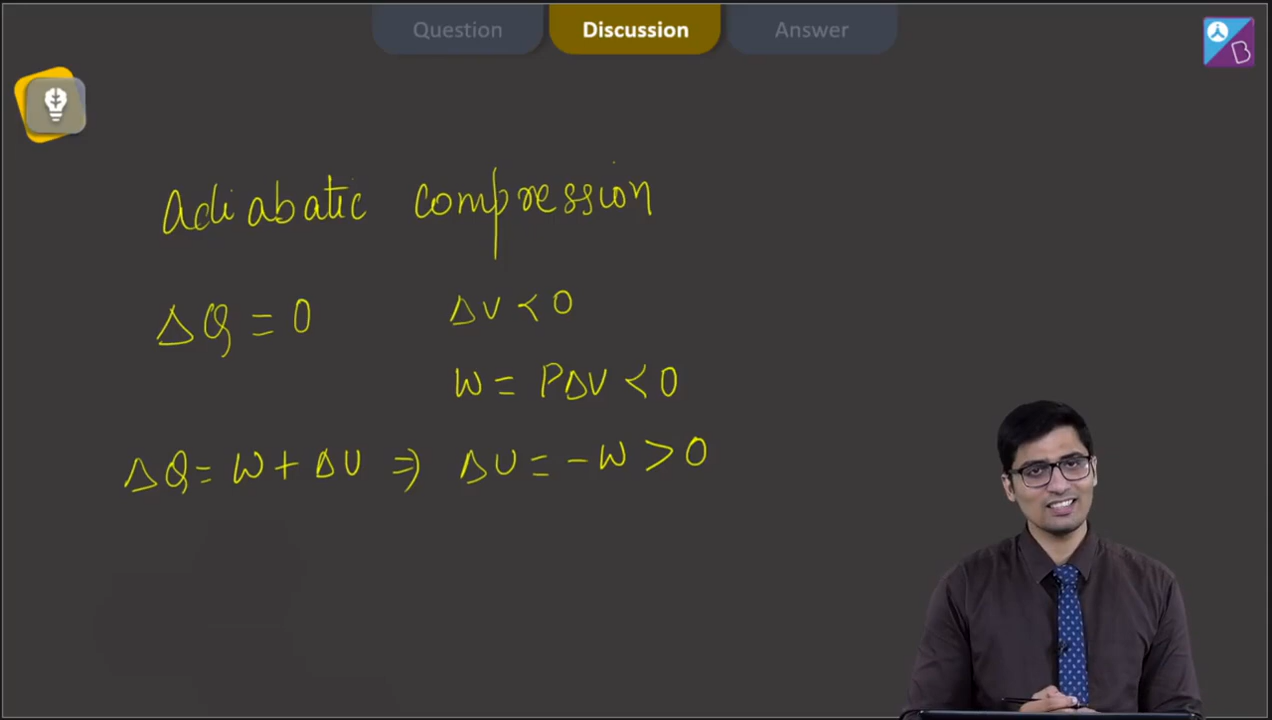 Question Discussion Answer
B
Adiabatic compression
ΔQ = 0 ΔV < 0
W = PΔV < 0
ΔQ = W + ΔU ⇒ ΔU = -W > 0